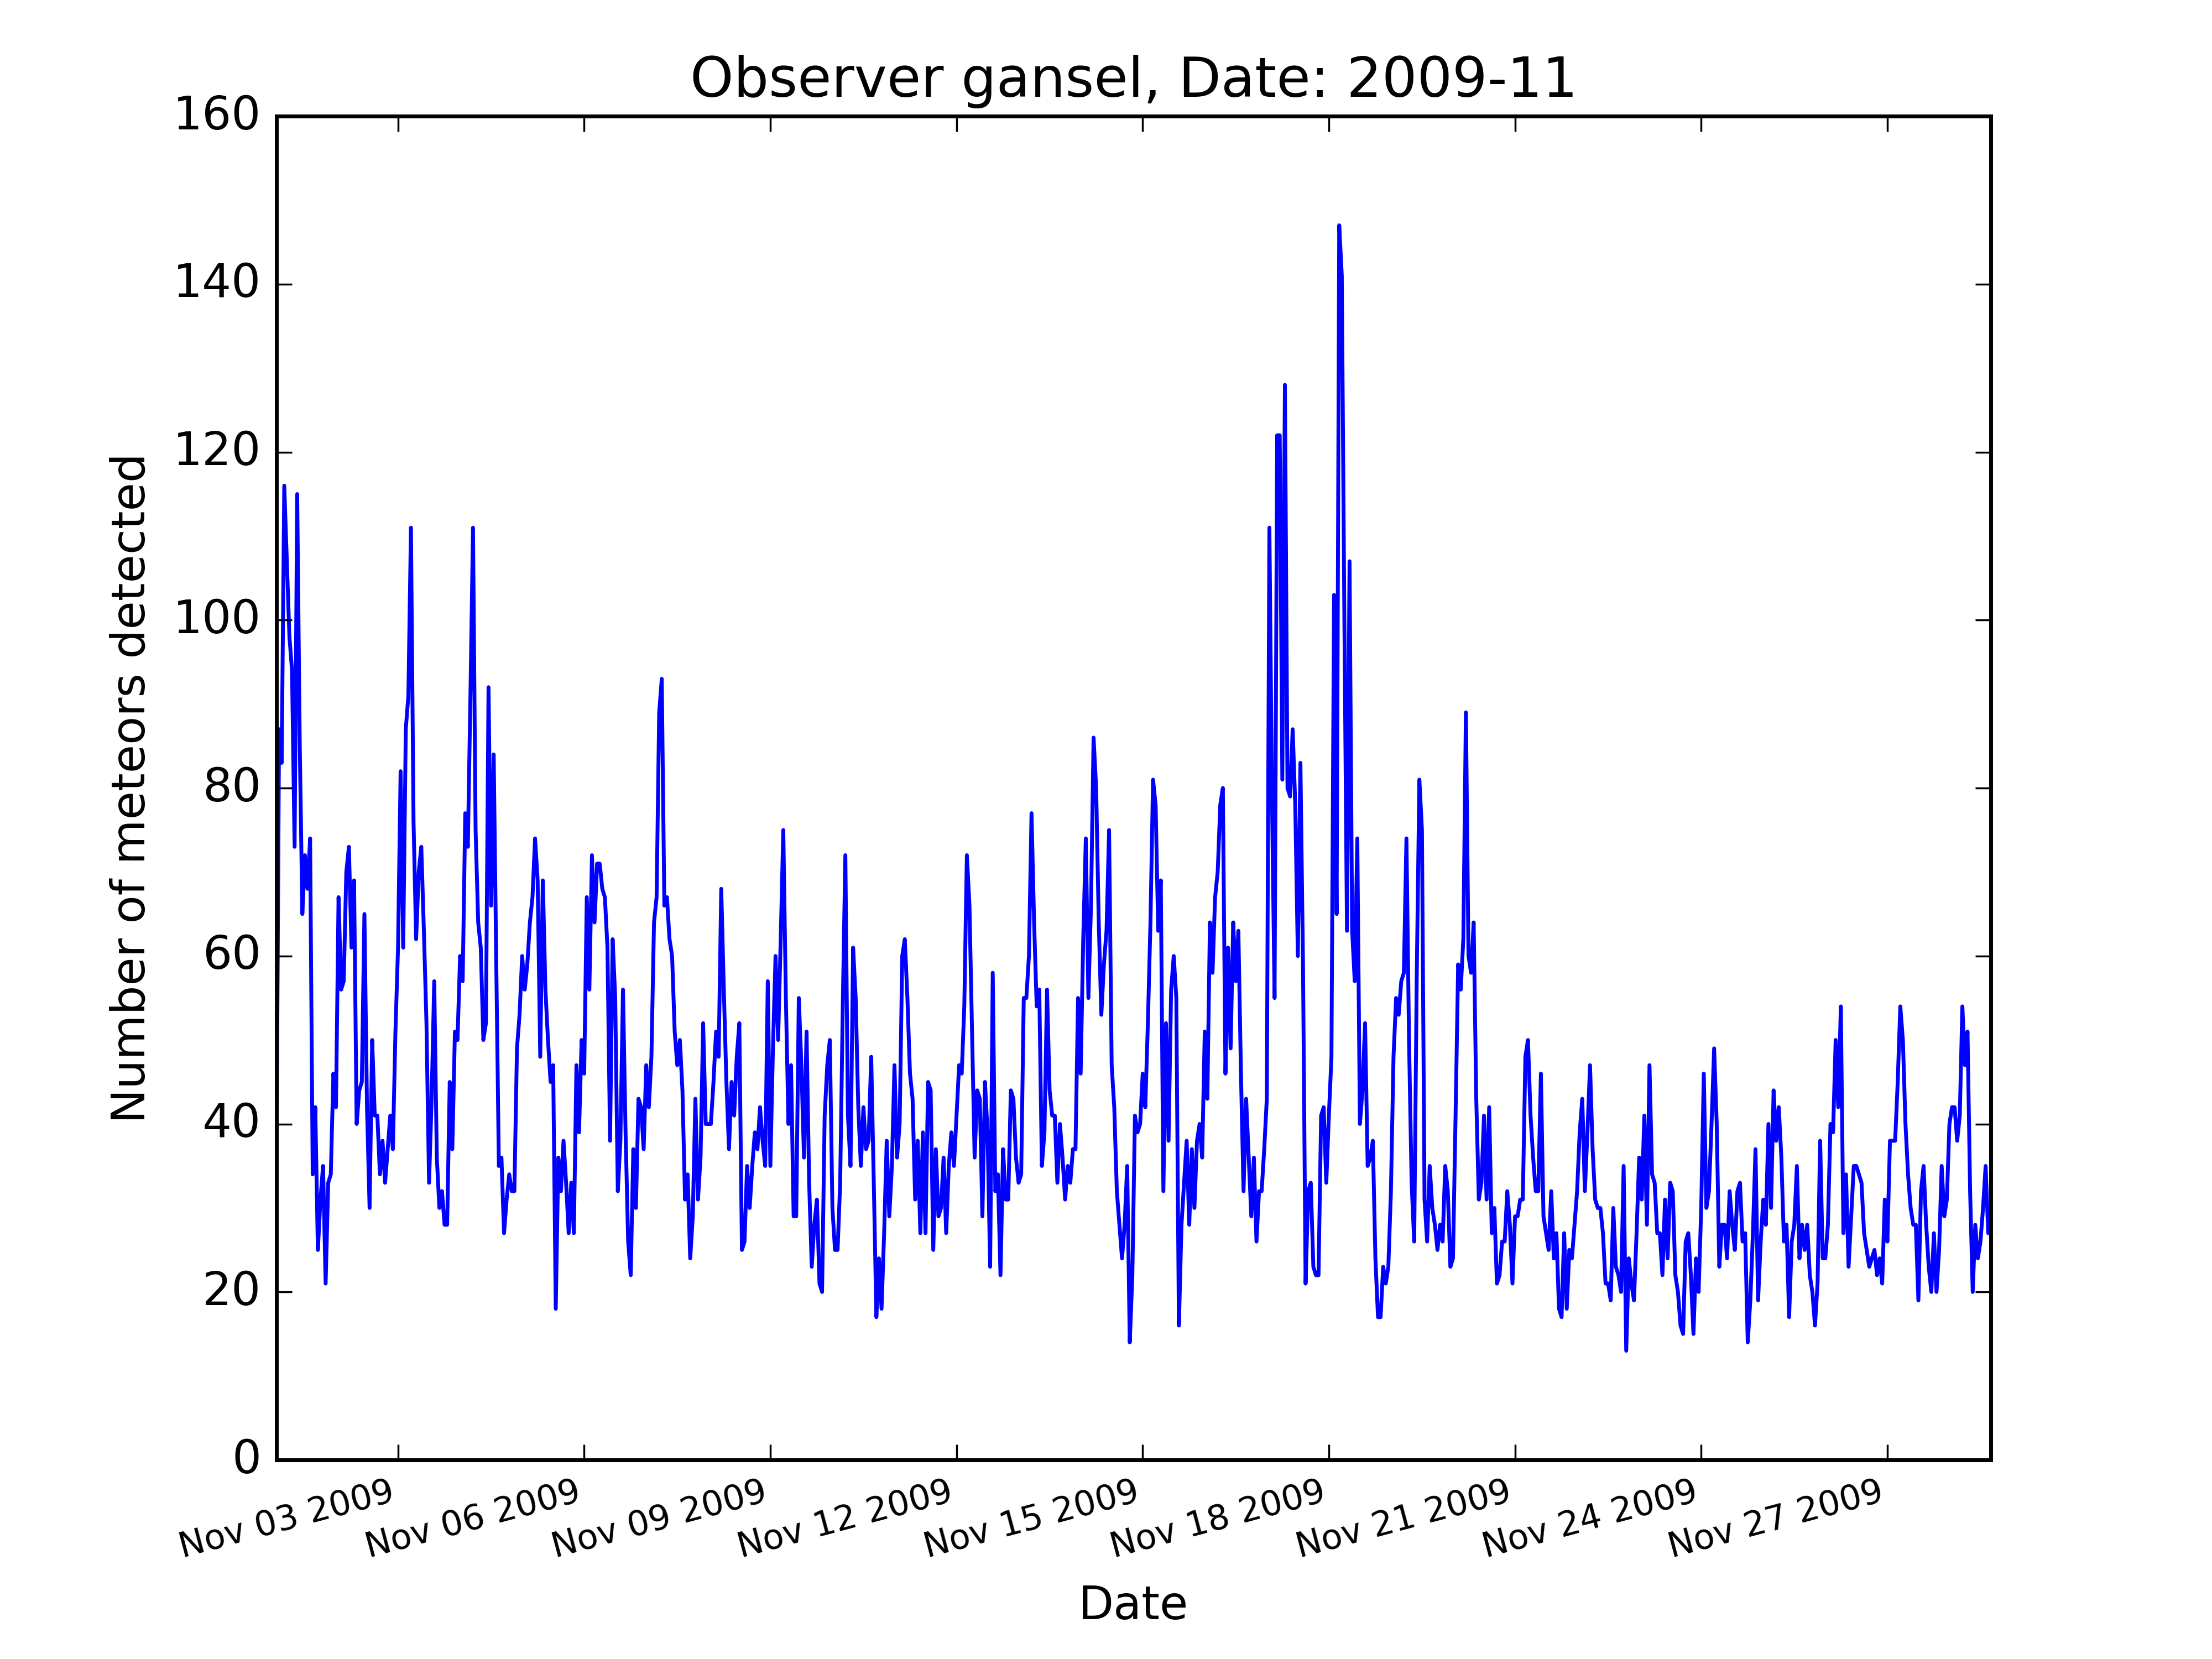 Observer gansel, Date: 2009-11
160
140
120
100
80
60
40
20
0
Number of meteors detected
Nov 03 2009
Nov 06 2009
Nov 09 2009
Nov 12 2009
Nov 15 2009
Nov 18 2009
Nov 21 2009
Nov 24 2009
Nov 27 2009
Date